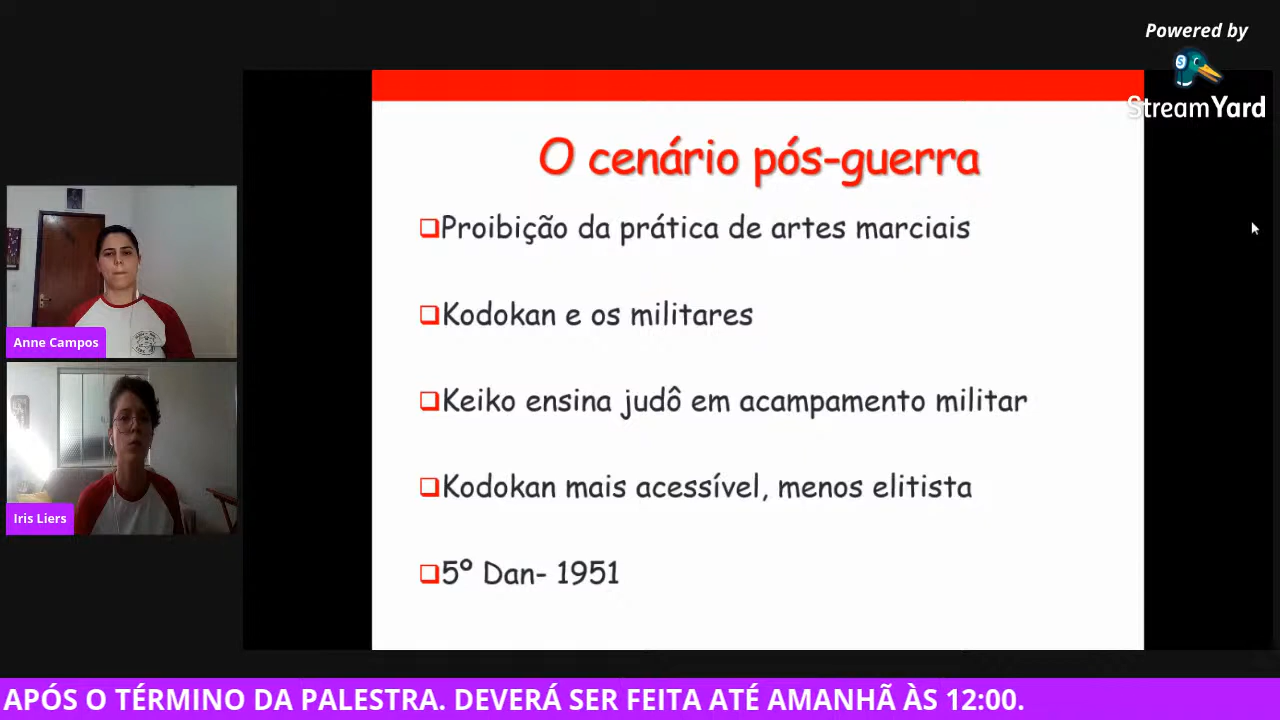 Powered by
StreamYard
O cenário pós-guerra
Proibição da prática de artes marciais
Kodokan e os militares
Keiko ensina judô em acampamento militar
Kodokan mais acessível, menos elitista
5º Dan- 1951
Anne Campos
Iris Liers
APÓS O TÉRMINO DA PALESTRA. DEVERÁ SER FEITA ATÉ AMANHÃ ÀS 12:00.